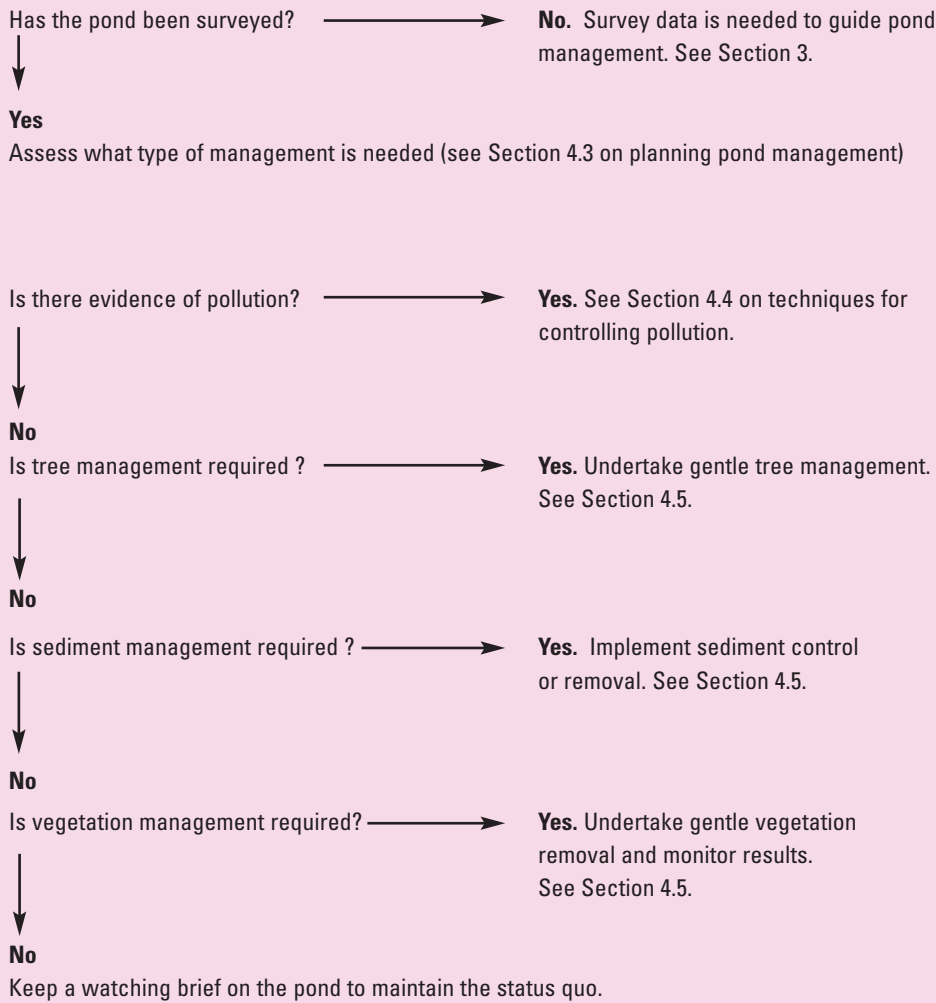 Has the pond been surveyed?
No. Survey data is needed to guide pond
management. See Section 3.
Yes
Assess what type of management is needed (see Section 4.3 on planning pond management)
Is there evidence of pollution?
Yes. See Section 4.4 on techniques for
controlling pollution.
No
Is tree management required ?
Yes. Undertake gentle tree management.
See Section 4.5.
No
Is sediment management required ?
Yes. Implement sediment control
or removal. See Section 4.5.
No
Is vegetation management required?
Yes. Undertake gentle vegetation
removal and monitor results.
See Section 4.5.
No
Keep a watching brief on the pond to maintain the status quo.